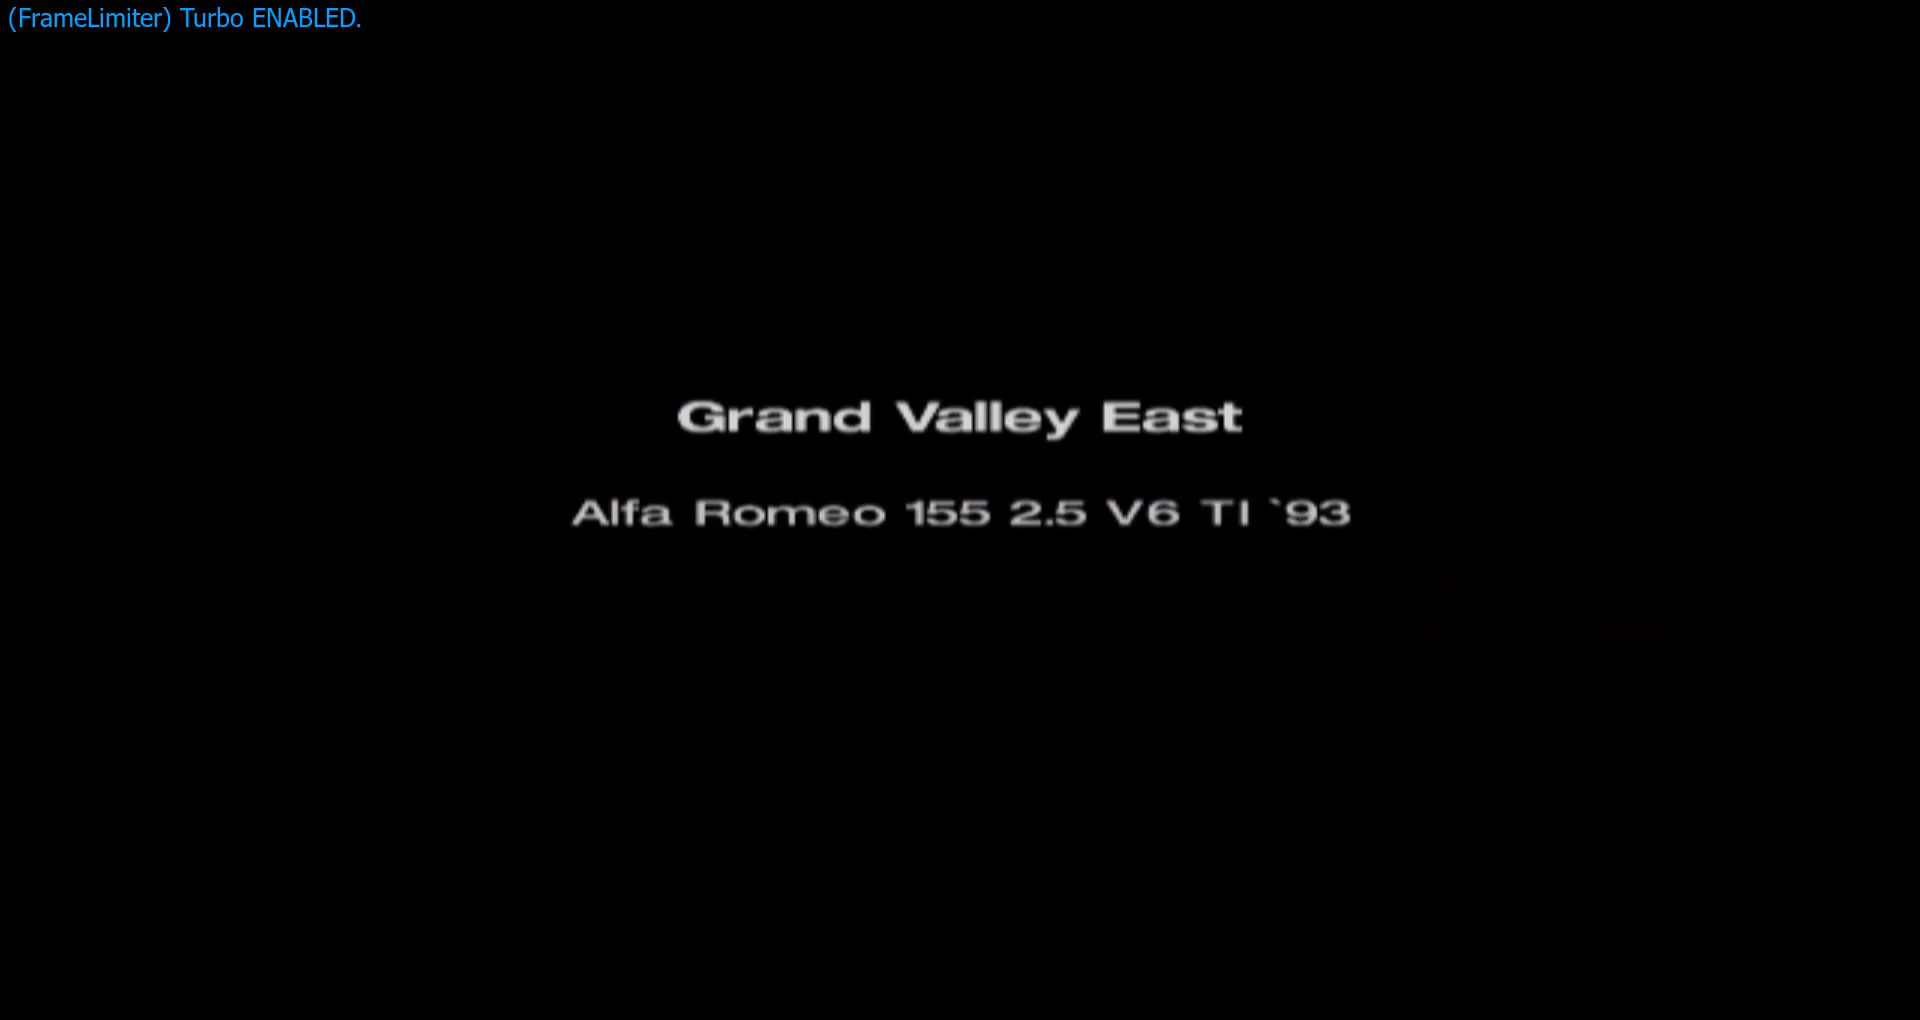 (FrameLimiter) Turbo ENABLED.
Grand Valley East
Alfa Romeo 155 2.5 V6 TI `93